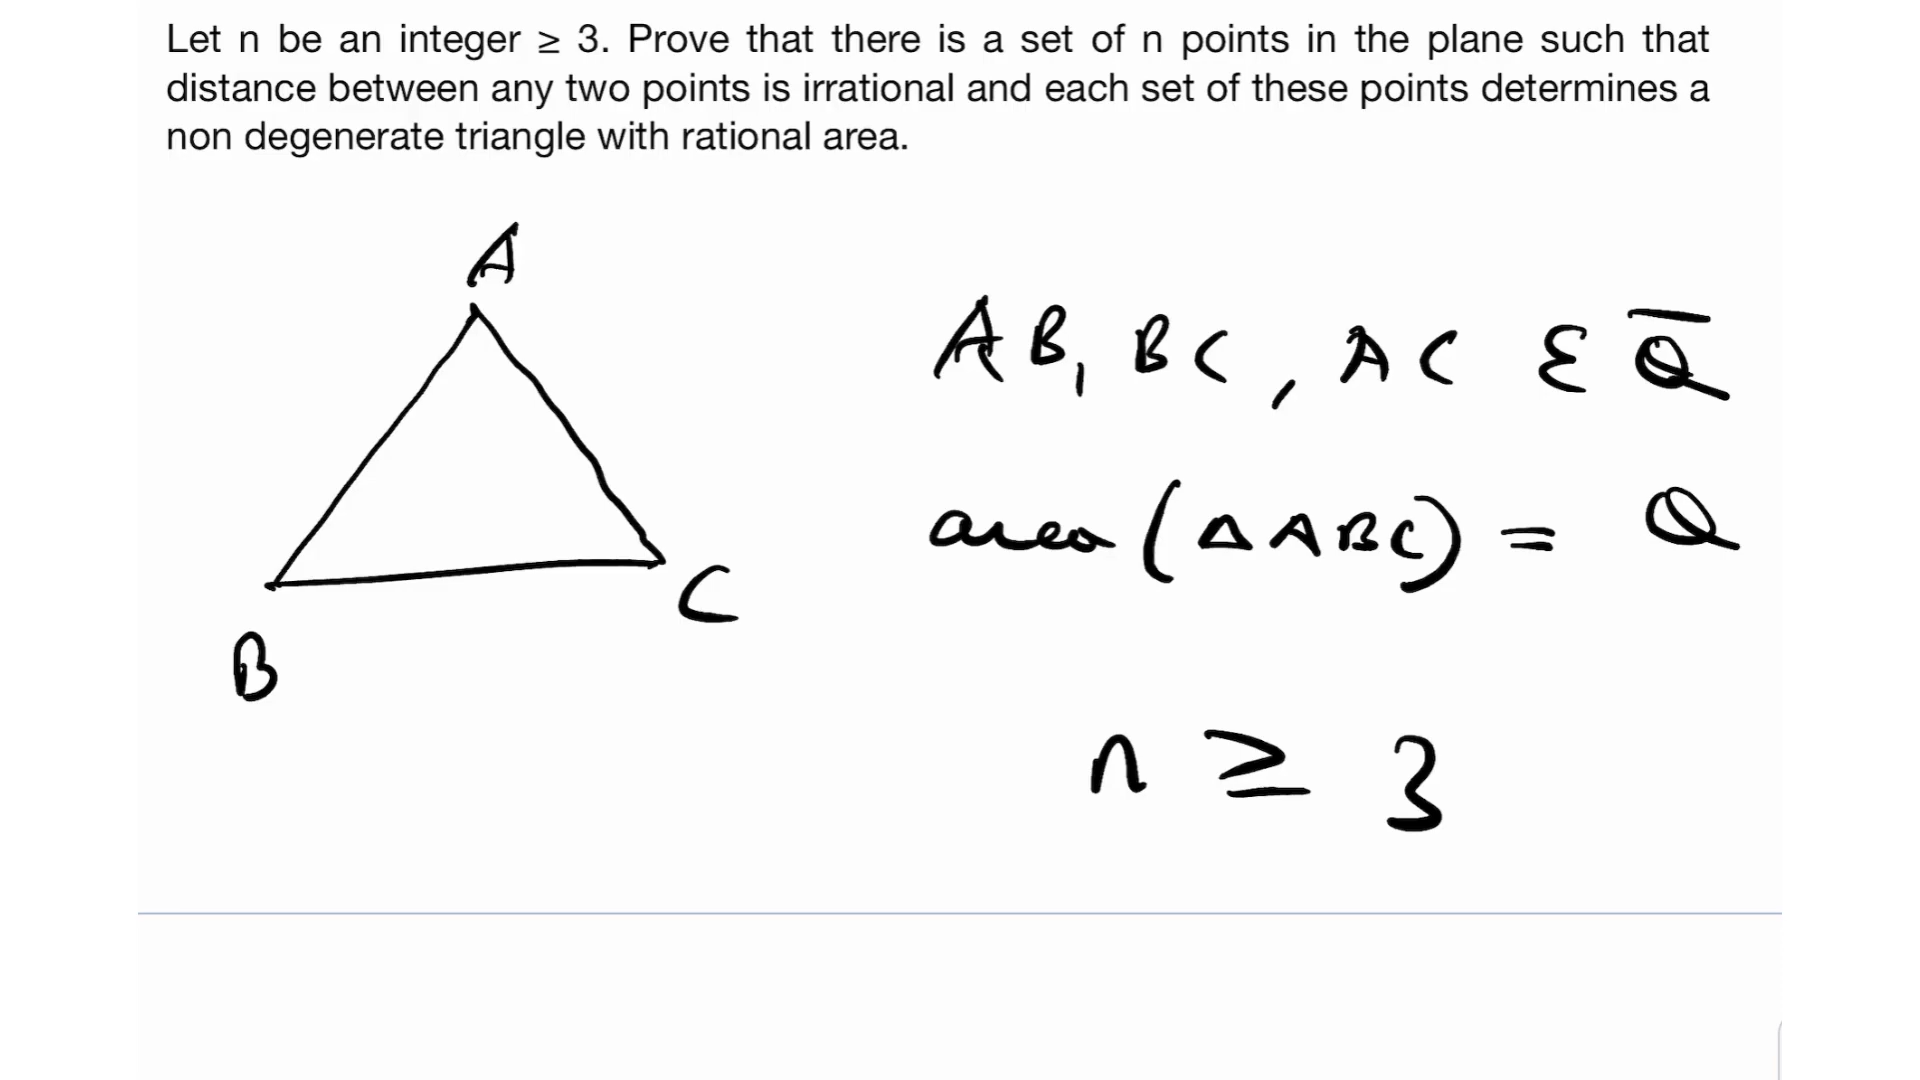 Let n be an integer ≥ 3. Prove that there is a set of n points in the plane such that
distance between any two points is irrational and each set of these points determines a
non degenerate triangle with rational area.
A
B
C
AB, BC, AC ∈ Q̅
area (△ABC) = Q
n ≥ 3